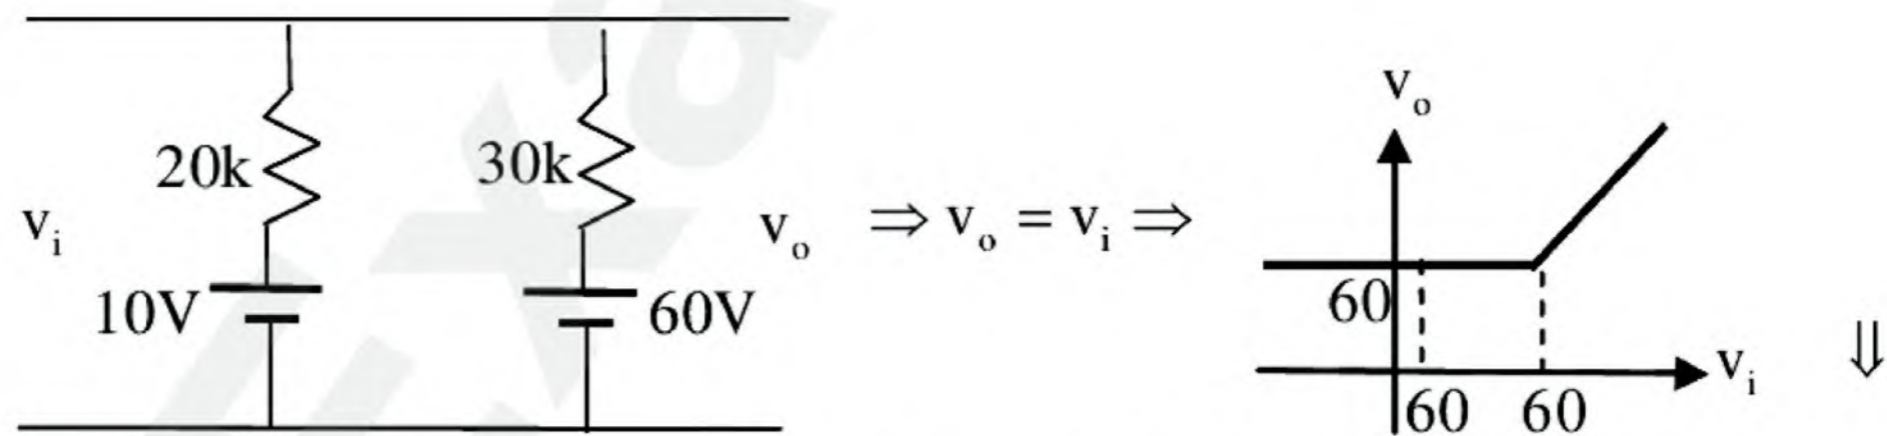 20k
30k
v_i
10V
60V
v_o
⇒ v_o = v_i ⇒
v_o
60
v_i
60 60
⇓